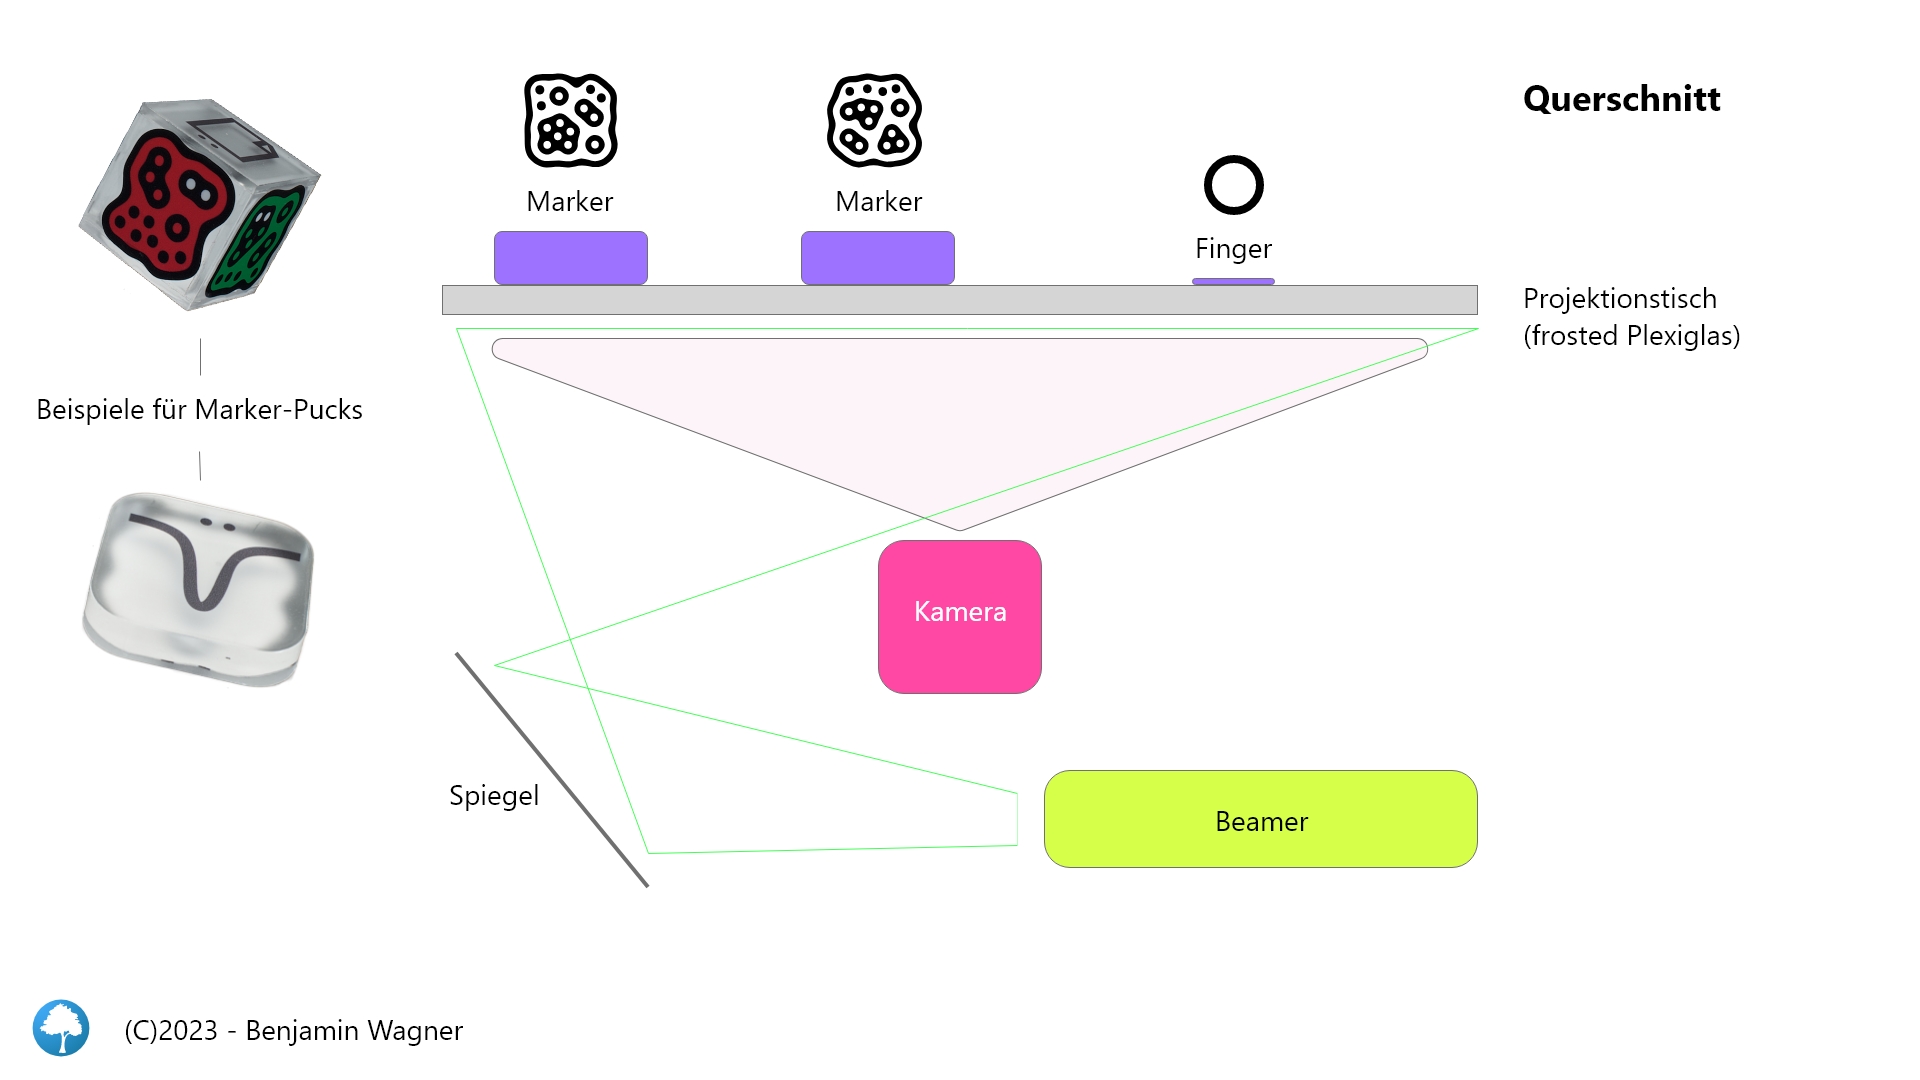 Querschnitt
Marker
Marker
Finger
Projektionstisch
(frosted Plexiglas)
Beispiele für Marker-Pucks
Kamera
Spiegel
Beamer
(C)2023 - Benjamin Wagner